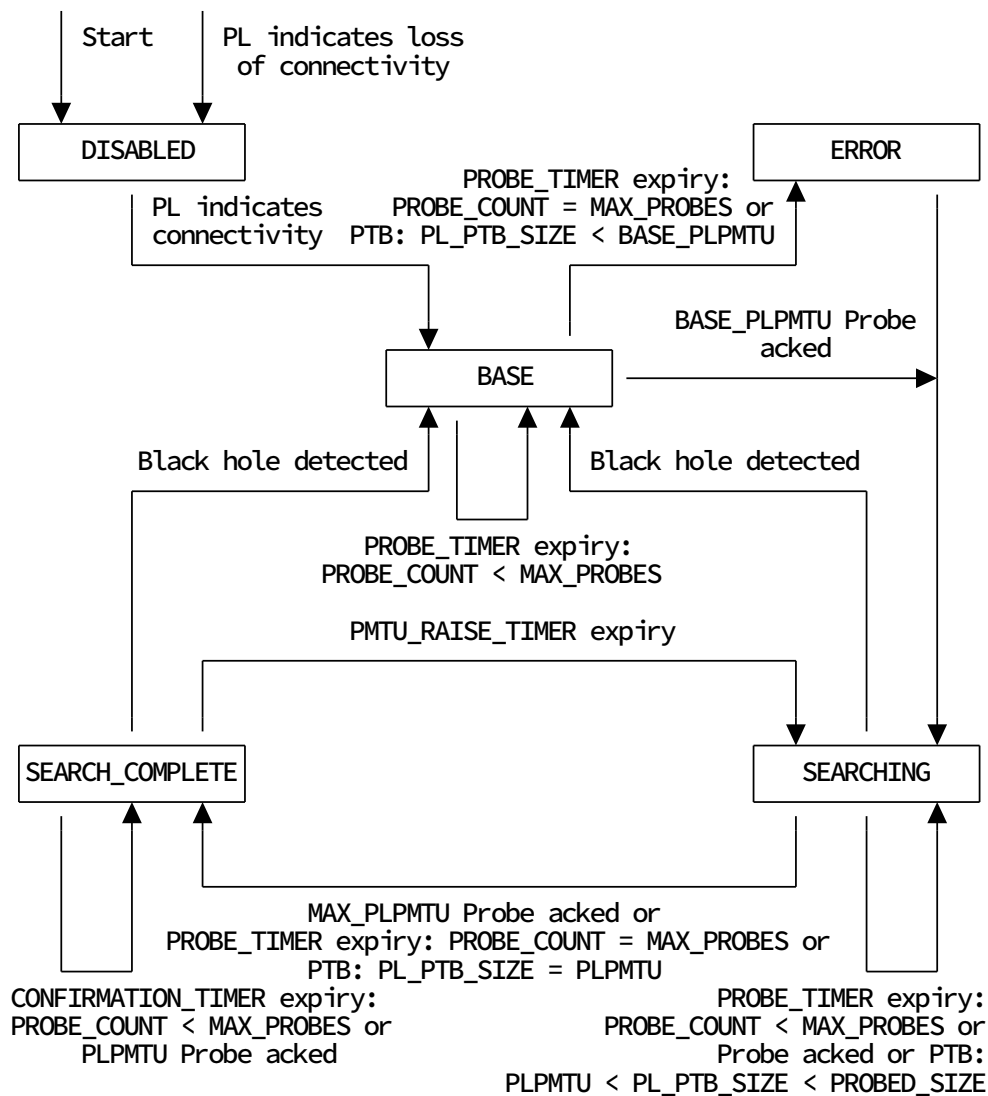 Start
PL indicates loss
of connectivity
DISABLED
ERROR
PROBE_TIMER expiry:
PROBE_COUNT = MAX_PROBES or
PTB: PL_PTB_SIZE < BASE_PLPMTU
PL indicates
connectivity
BASE_PLPMTU Probe
acked
BASE
Black hole detected
Black hole detected
PROBE_TIMER expiry:
PROBE_COUNT < MAX_PROBES
PMTU_RAISE_TIMER expiry
SEARCH_COMPLETE
SEARCHING
MAX_PLPMTU Probe acked or
PROBE_TIMER expiry: PROBE_COUNT = MAX_PROBES or
PTB: PL_PTB_SIZE = PLPMTU
CONFIRMATION_TIMER expiry:
PROBE_COUNT < MAX_PROBES or
PLPMTU Probe acked
PROBE_TIMER expiry:
PROBE_COUNT < MAX_PROBES or
Probe acked or PTB:
PLPMTU < PL_PTB_SIZE < PROBED_SIZE